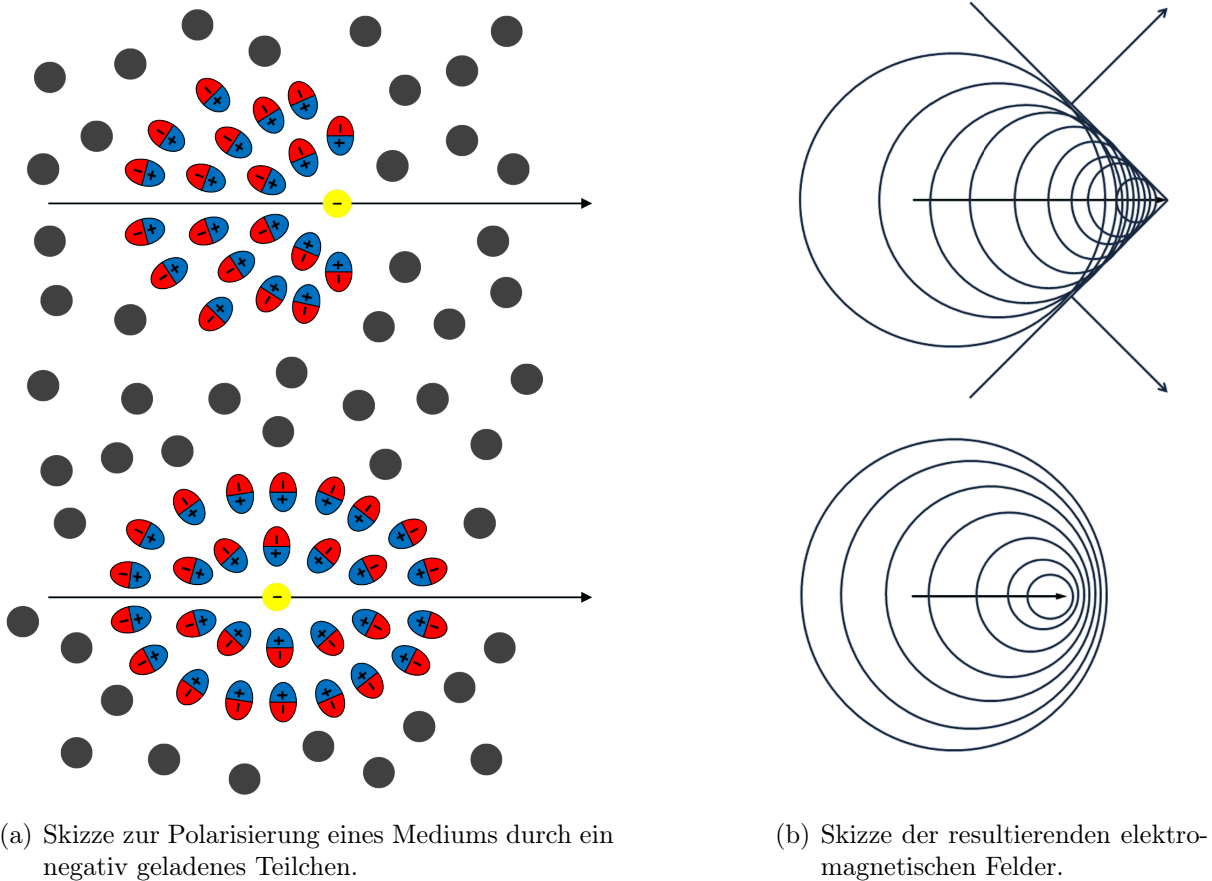 (a) Skizze zur Polarisierung eines Mediums durch ein
negativ geladenes Teilchen.
(b) Skizze der resultierenden elektro-
magnetischen Felder.